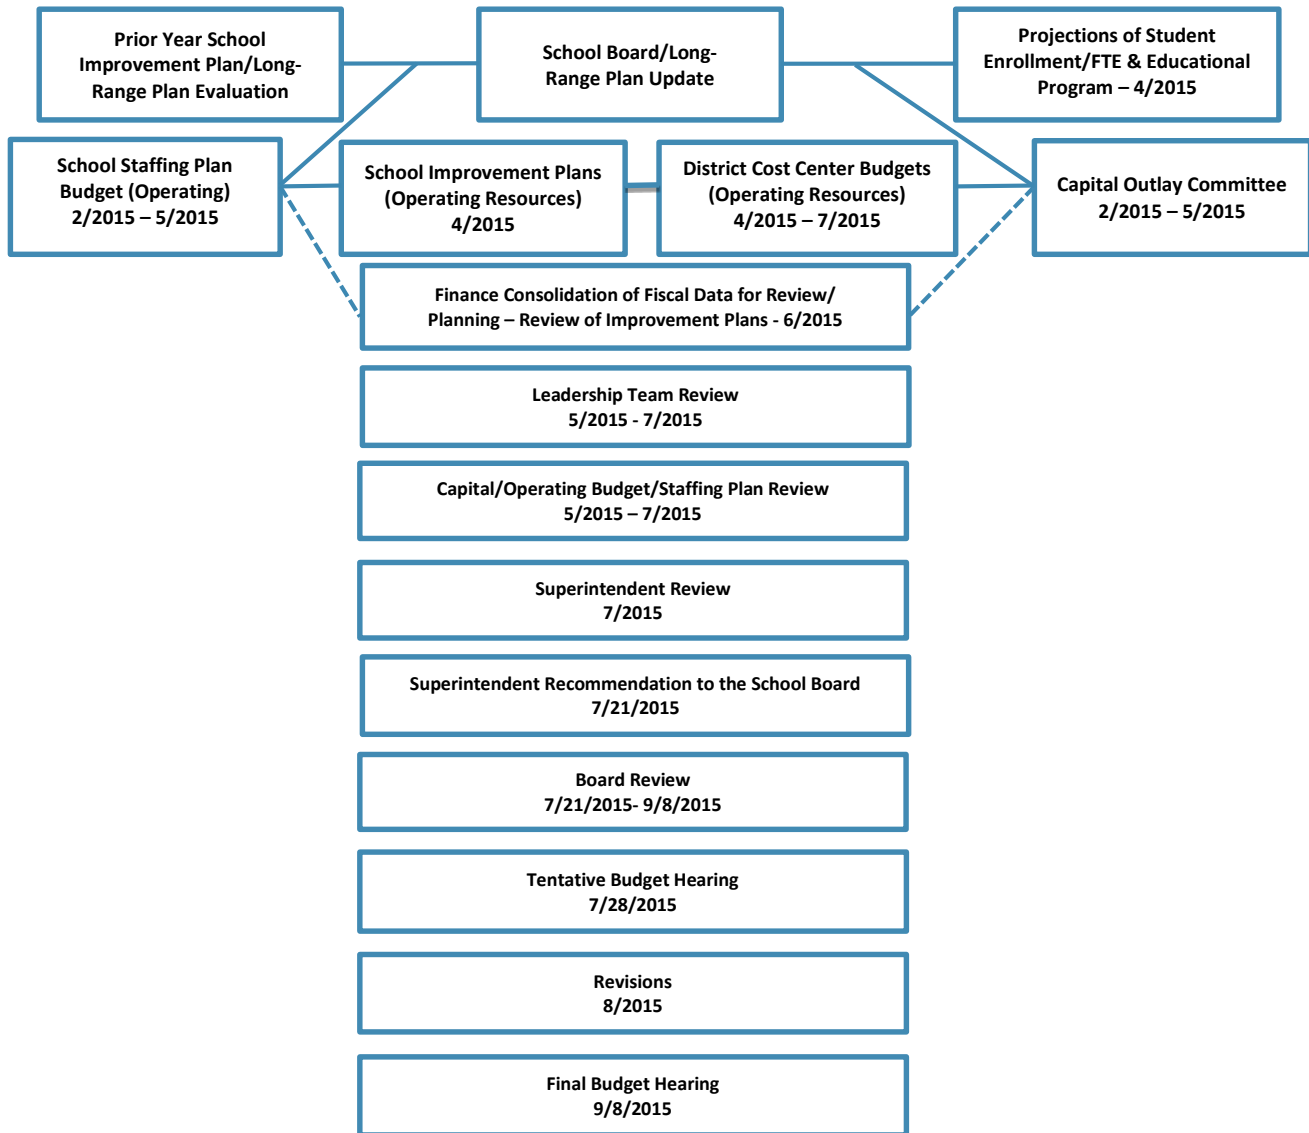 Prior Year School
Improvement Plan/Long-
Range Plan Evaluation
School Board/Long-
Range Plan Update
Projections of Student
Enrollment/FTE & Educational
Program – 4/2015
School Staffing Plan
Budget (Operating)
2/2015 – 5/2015
School Improvement Plans
(Operating Resources)
4/2015
District Cost Center Budgets
(Operating Resources)
4/2015 – 7/2015
Capital Outlay Committee
2/2015 – 5/2015
Finance Consolidation of Fiscal Data for Review/
Planning – Review of Improvement Plans - 6/2015
Leadership Team Review
5/2015 - 7/2015
Capital/Operating Budget/Staffing Plan Review
5/2015 – 7/2015
Superintendent Review
7/2015
Superintendent Recommendation to the School Board
7/21/2015
Board Review
7/21/2015- 9/8/2015
Tentative Budget Hearing
7/28/2015
Revisions
8/2015
Final Budget Hearing
9/8/2015